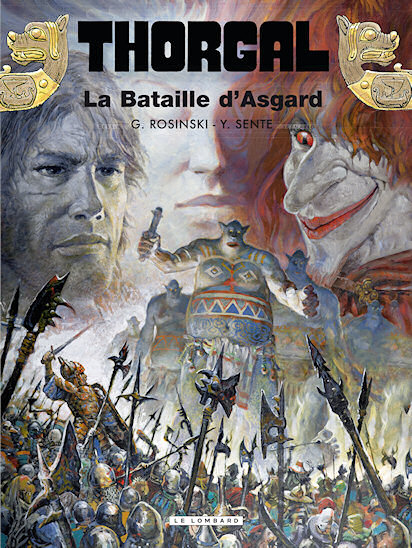 THORGAL
La Bataille d'Asgard
G. ROSINSKI - Y. SENTE
LE LOMBARD